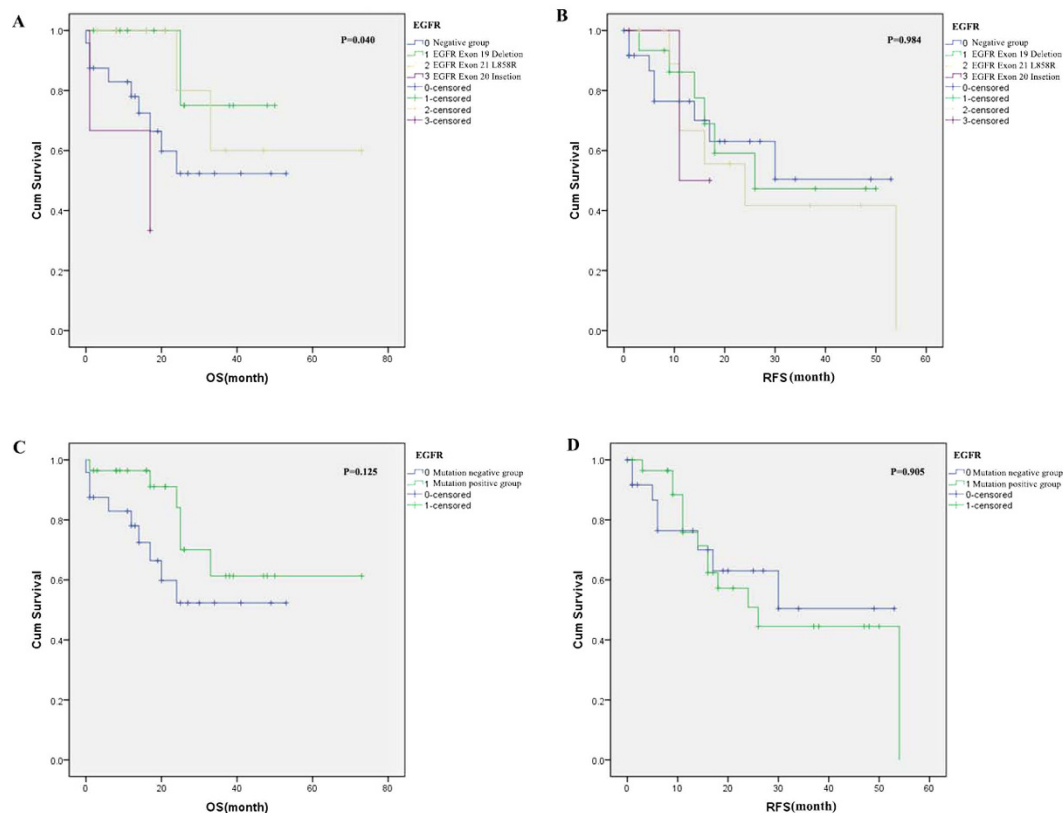 A
P=0.040
EGFR
0 Negative group
1 EGFR Exon 19 Deletion
2 EGFR Exon 21 L858R
3 EGFR Exon 20 Insetion
0-censored
1-censored
2-censored
3-censored
Cum Survival
1.0
0.8
0.6
0.4
0.2
0.0
0 20 40 60 80
OS(month)
B
P=0.984
EGFR
0 Negative group
1 EGFR Exon 19 Deletion
2 EGFR Exon 21 L858R
3 EGFR Exon 20 Insetion
0-censored
1-censored
2-censored
3-censored
Cum Survival
1.0
0.8
0.6
0.4
0.2
0.0
0 10 20 30 40 50 60
RFS(month)
C
P=0.125
EGFR
0 Mutation negative group
1 Mutation positive group
0-censored
1-censored
Cum Survival
1.0
0.8
0.6
0.4
0.2
0.0
0 20 40 60 80
OS(month)
D
P=0.905
EGFR
0 Mutation negative group
1 Mutation positive group
0-censored
1-censored
Cum Survival
1.0
0.8
0.6
0.4
0.2
0.0
0 10 20 30 40 50 60
RFS(month)